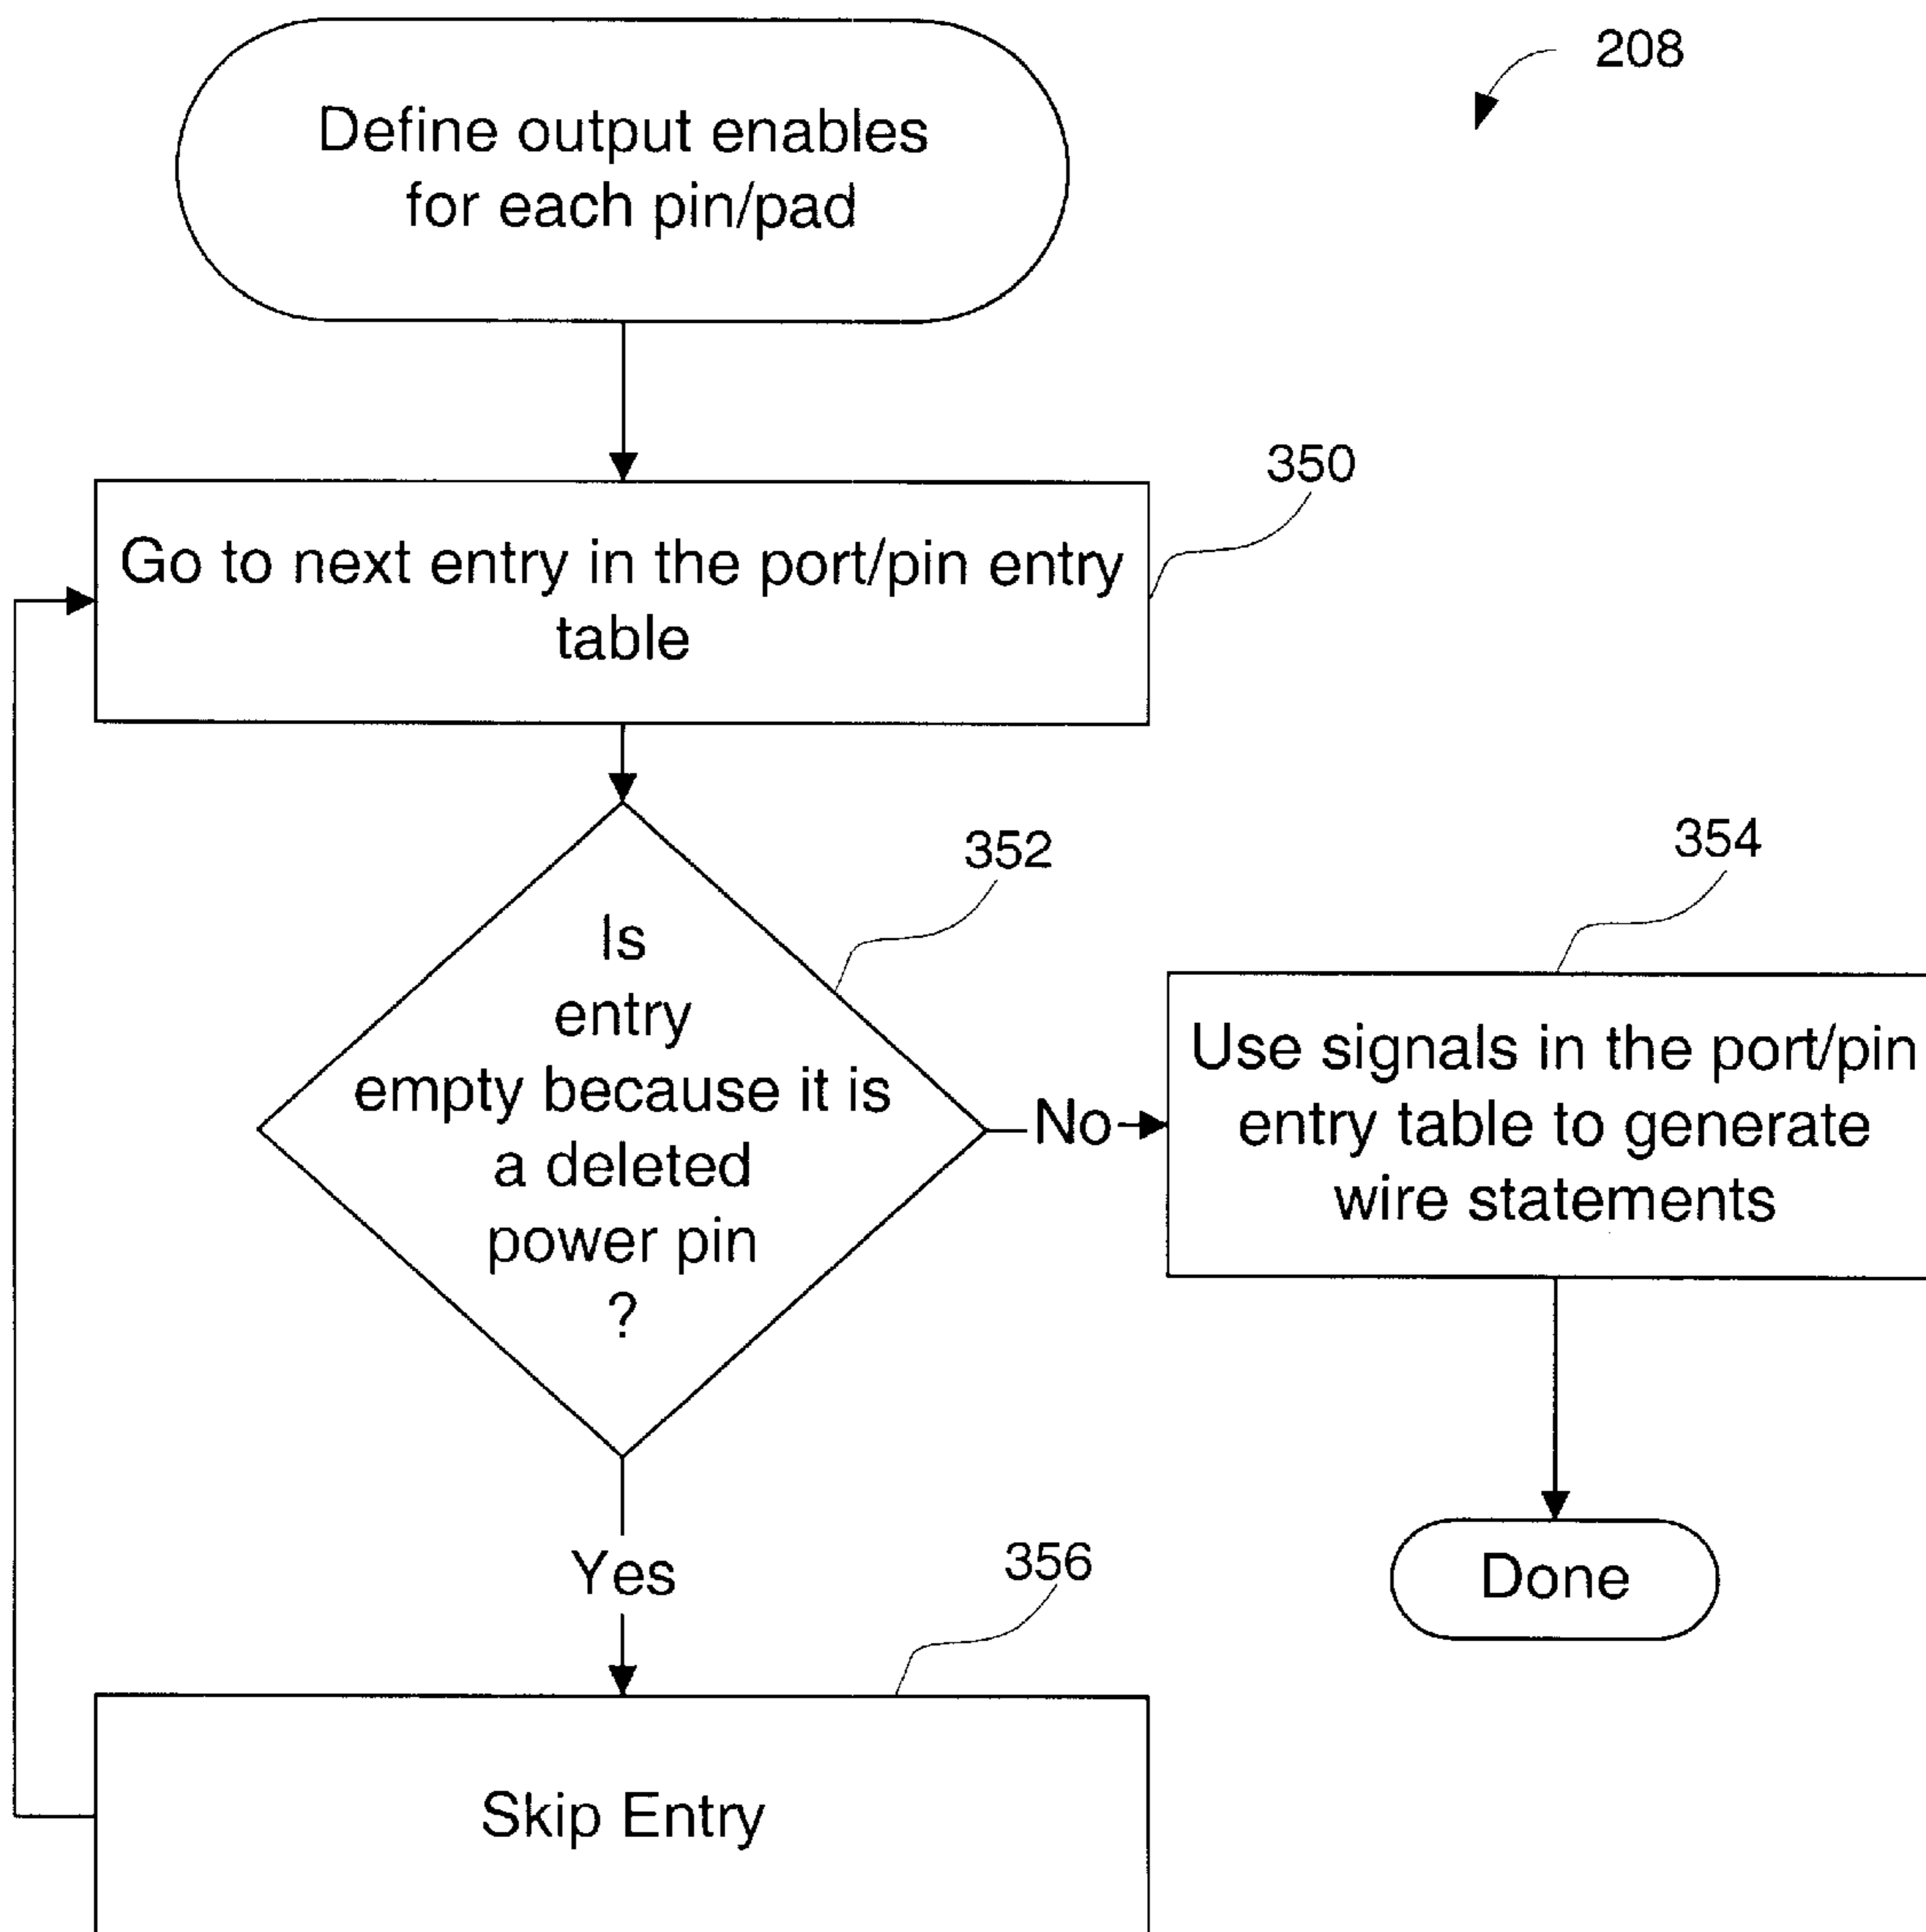 208
Define output enables
for each pin/pad
350
Go to next entry in the port/pin entry
table
352
Is
entry
empty because it is
a deleted
power pin
?
No
354
Use signals in the port/pin
entry table to generate
wire statements
Yes
Done
356
Skip Entry